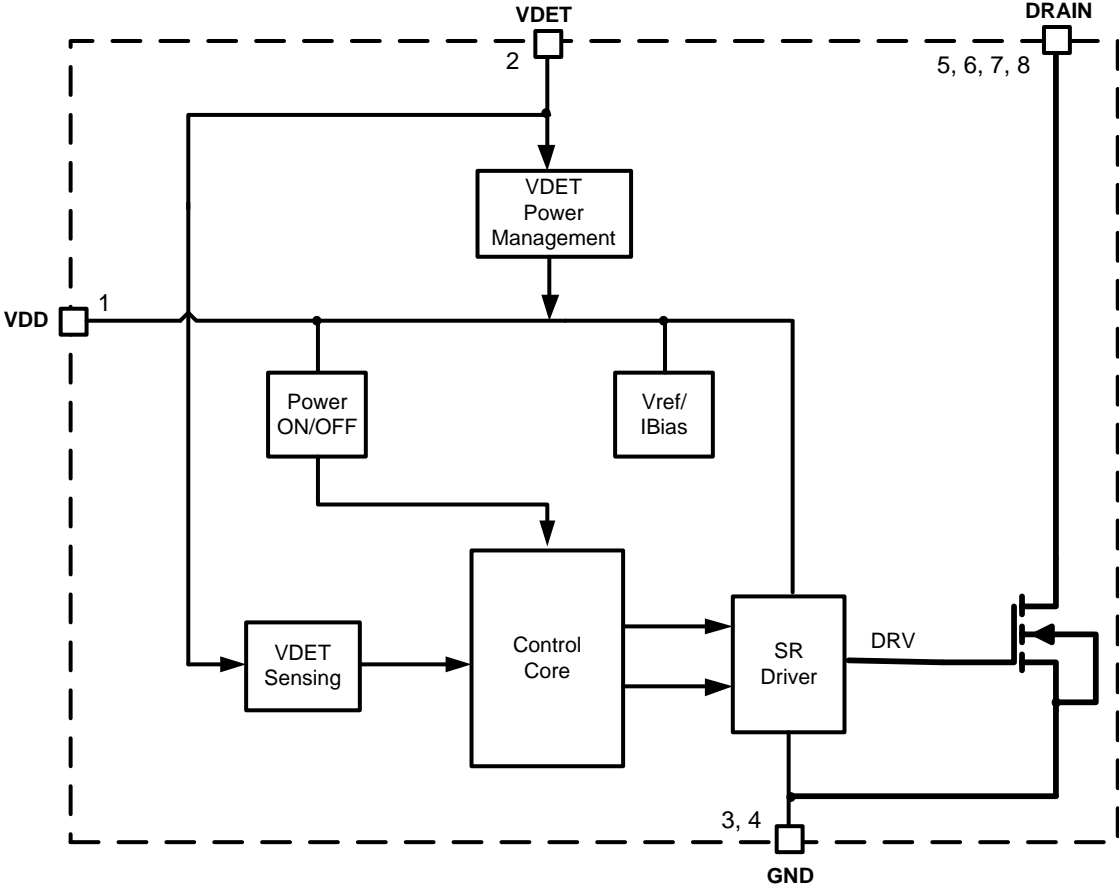 VDET
DRAIN
2
5, 6, 7, 8
VDET
Power
Management
1
VDD
Power
ON/OFF
Vref/
IBias
VDET
Sensing
Control
Core
SR
Driver
DRV
3, 4
GND